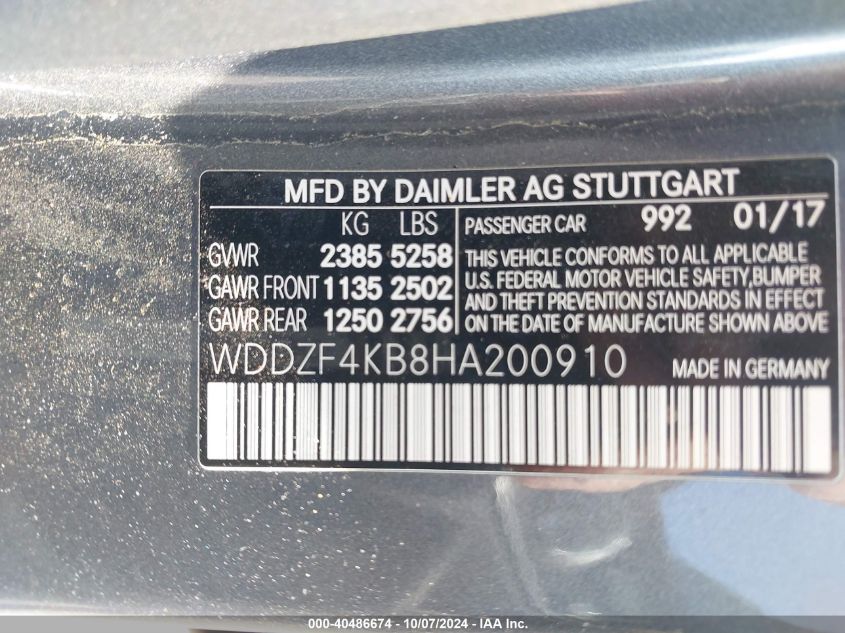 MFD BY DAIMLER AG STUTTGART
KG LBS
GVWR 2385 5258
GAWR FRONT 1135 2502
GAWR REAR 1250 2756
PASSENGER CAR 992 01/17
THIS VEHICLE CONFORMS TO ALL APPLICABLE
U.S. FEDERAL MOTOR VEHICLE SAFETY, BUMPER
AND THEFT PREVENTION STANDARDS IN EFFECT
ON THE DATE OF MANUFACTURE SHOWN ABOVE
WDDZF4KB8HA200910 MADE IN GERMANY
000-40486674 - 10/07/2024 - IAA Inc.